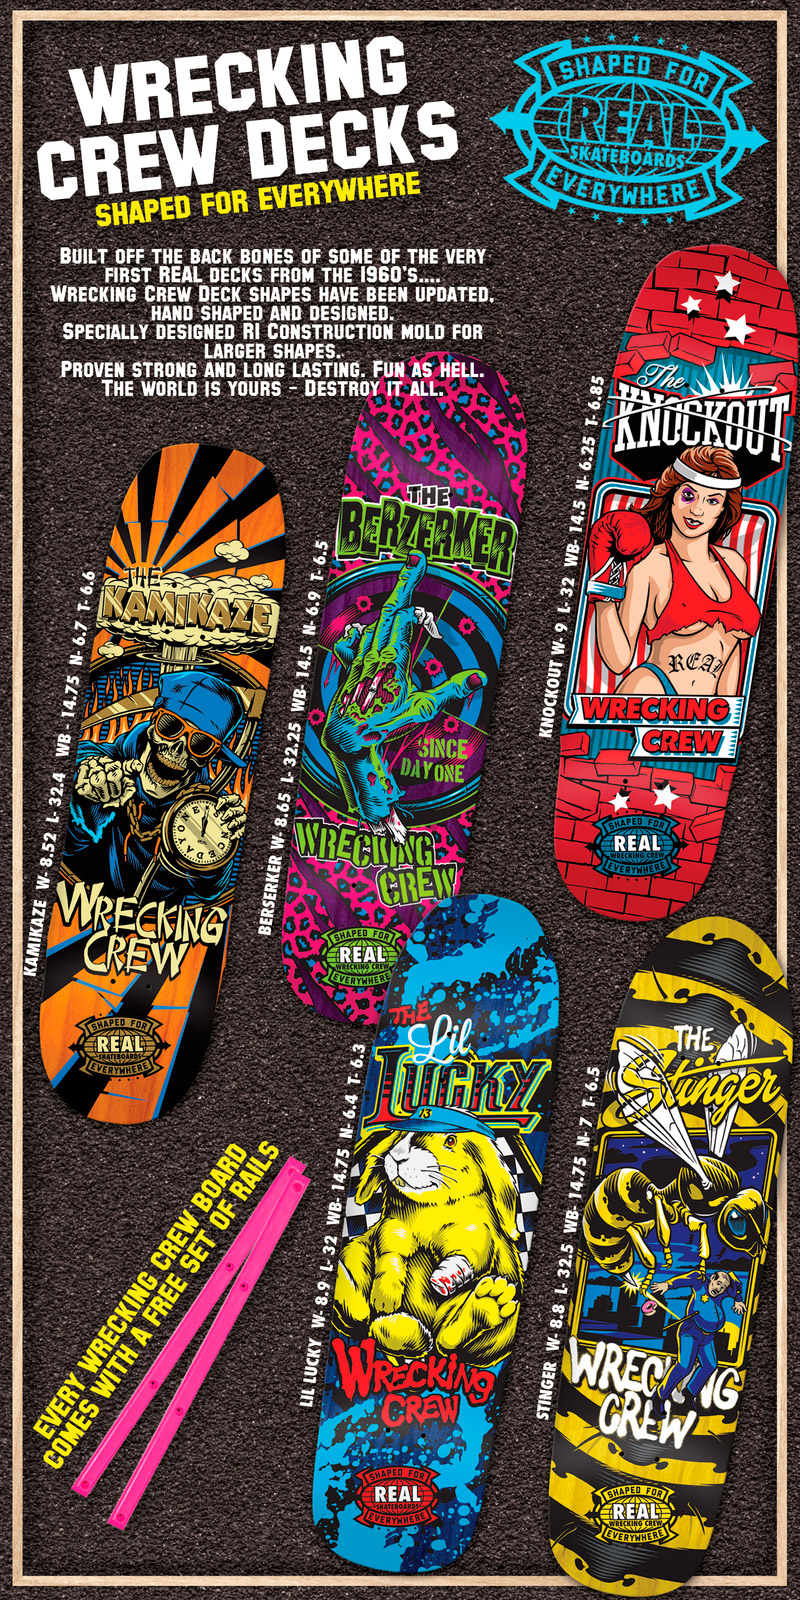 WRECKING
CREW DECKS
SHAPED FOR EVERYWHERE
SHAPED FOR
REAL
SKATEBOARDS
EVERYWHERE
BUILT OFF THE BACK BONES OF SOME OF THE VERY
FIRST REAL DECKS FROM THE 1960'S....
WRECKING CREW DECK SHAPES HAVE BEEN UPDATED,
HAND SHAPED AND DESIGNED.
SPECIALLY DESIGNED R1 CONSTRUCTION MOLD FOR
LARGER SHAPES.
PROVEN STRONG AND LONG LASTING. FUN AS HELL.
THE WORLD IS YOURS - DESTROY IT ALL.
KAMIKAZE W- 8.52 L- 32.4 WB- 14.75 N- 6.7 T- 6.6
THE
KAMIKAZE
WRECKING
CREW
SHAPED FOR
REAL
SKATEBOARDS
EVERYWHERE
BERSERKER W- 8.65 L- 32.25 WB- 14.5 N- 6.9 T- 6.5
THE
BERZERKER
SINCE
DAY ONE
WRECKING
CREW
SHAPED FOR
REAL
WRECKING CREW
EVERYWHERE
KNOCKOUT W- 9 L- 32 WB- 14.5 N- 6.25 T- 6.85
The
KNOCKOUT
REAL
WRECKING
CREW
SHAPED FOR
REAL
WRECKING CREW
EVERYWHERE
LIL LUCKY W- 8.9 L- 32 WB- 14.75 N- 6.4 T- 6.3
THE
Lil
LUCKY
13
WRECKING
CREW
SHAPED FOR
REAL
SKATEBOARDS
EVERYWHERE
STINGER W- 8.8 L- 32.5 WB- 14.75 N- 7 T- 6.5
THE
Stinger
WRECKING
CREW
SHAPED FOR
REAL
WRECKING CREW
EVERYWHERE
EVERY WRECKING CREW BOARD
COMES WITH A FREE SET OF RAILS